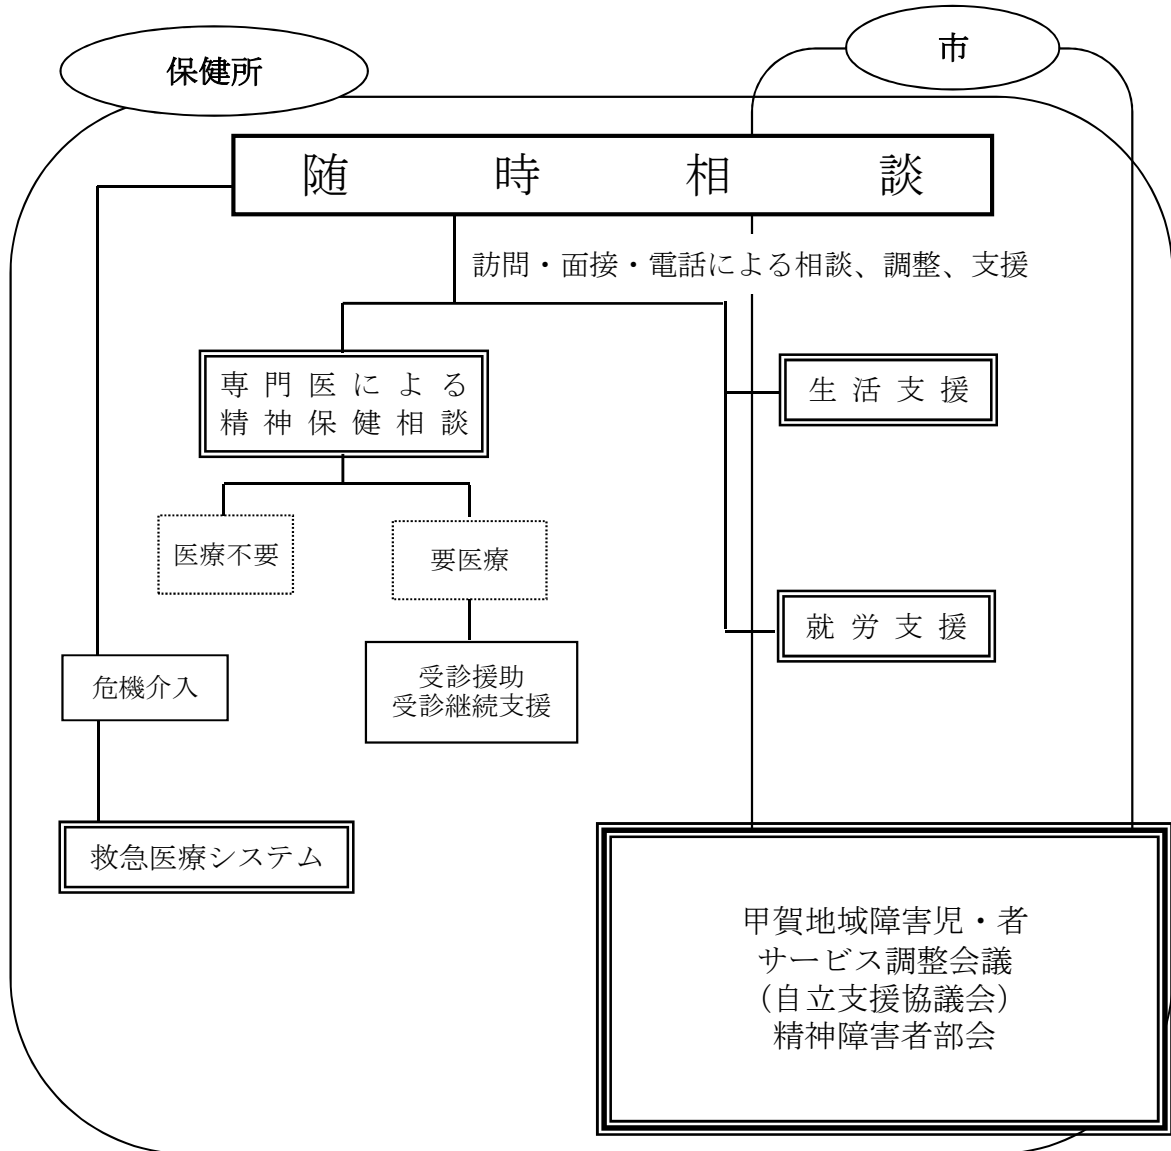 保健所
市
随時相談
訪問・面接・電話による相談、調整、支援
専門医による
精神保健相談
生活支援
医療不要
要医療
就労支援
危機介入
受診援助
受診継続支援
救急医療システム
甲賀地域障害児・者
サービス調整会議
（自立支援協議会）
精神障害者部会